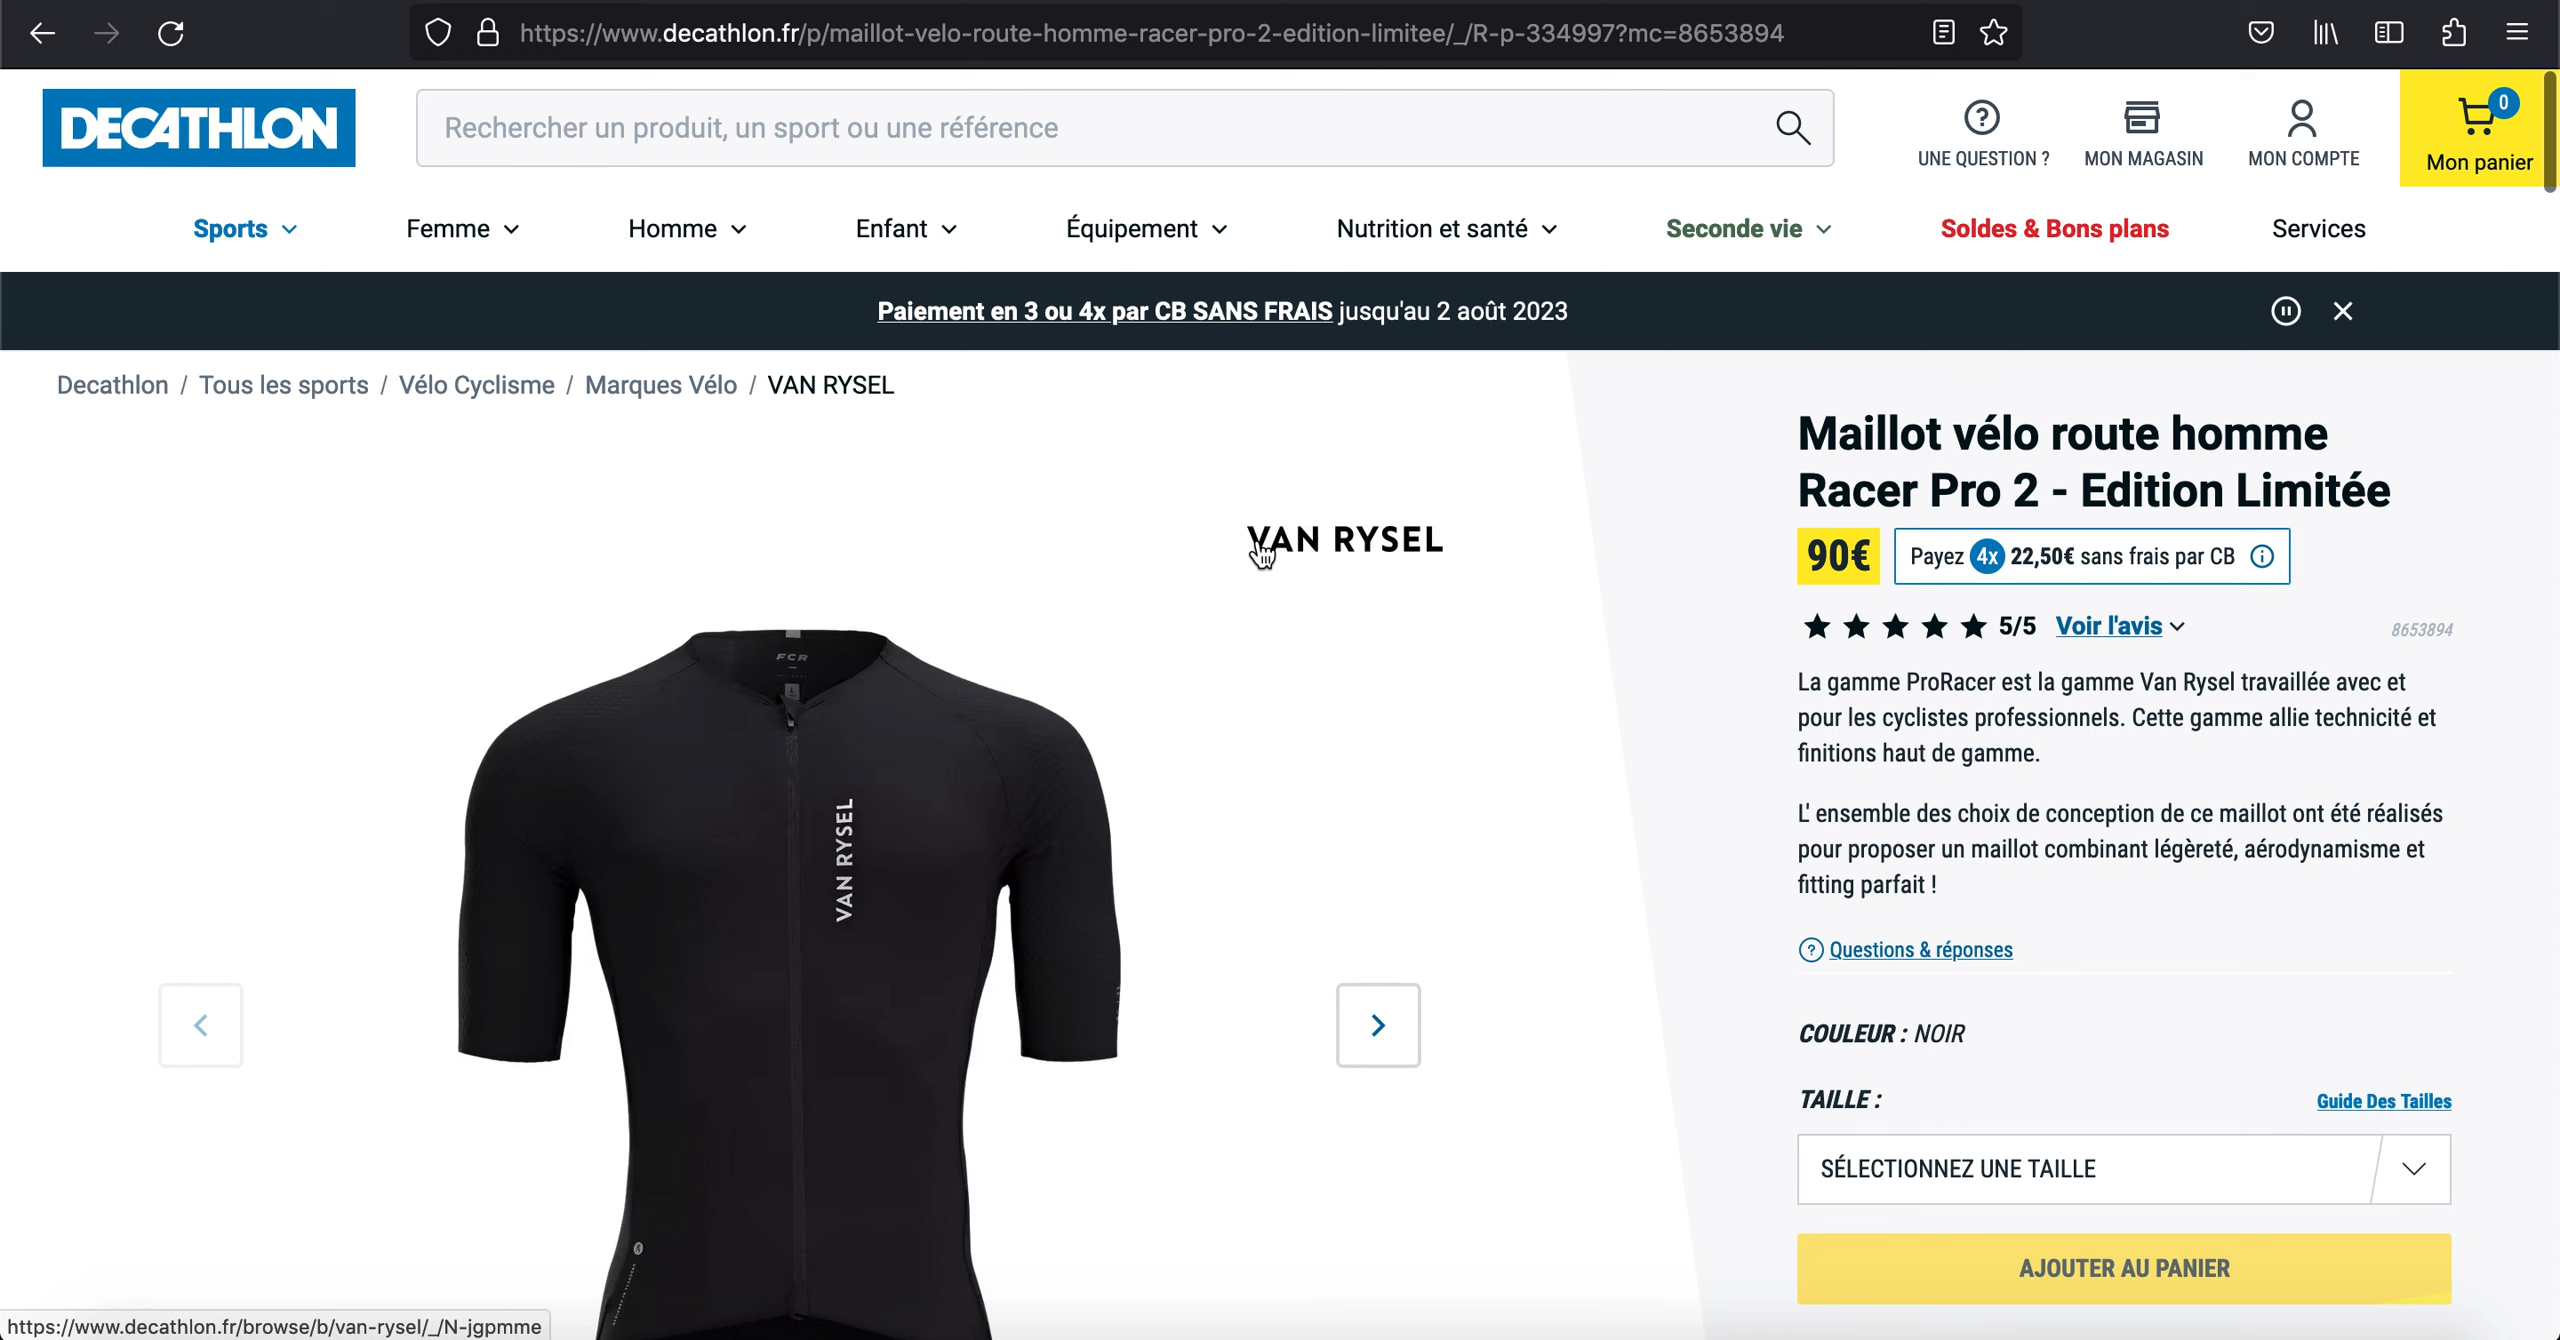 https://www.decathlon.fr/p/maillot-velo-route-homme-racer-pro-2-edition-limitee/_/R-p-334997?mc=8653894
DECATHLON
Rechercher un produit, un sport ou une référence
UNE QUESTION ?
MON MAGASIN
MON COMPTE
0
Mon panier
Sports
Femme
Homme
Enfant
Équipement
Nutrition et santé
Seconde vie
Soldes & Bons plans
Services
Paiement en 3 ou 4x par CB SANS FRAIS jusqu'au 2 août 2023
Decathlon / Tous les sports / Vélo Cyclisme / Marques Vélo / VAN RYSEL
VAN RYSEL
FCR
L
VAN RYSEL
Maillot vélo route homme
Racer Pro 2 - Edition Limitée
90€
Payez 4x 22,50€ sans frais par CB
5/5 Voir l'avis
8653894
La gamme ProRacer est la gamme Van Rysel travaillée avec et
pour les cyclistes professionnels. Cette gamme allie technicité et
finitions haut de gamme.
L' ensemble des choix de conception de ce maillot ont été réalisés
pour proposer un maillot combinant légèreté, aérodynamisme et
fitting parfait !
Questions & réponses
COULEUR : NOIR
TAILLE :
Guide Des Tailles
SÉLECTIONNEZ UNE TAILLE
AJOUTER AU PANIER
https://www.decathlon.fr/browse/b/van-rysel/_/N-jgpmme